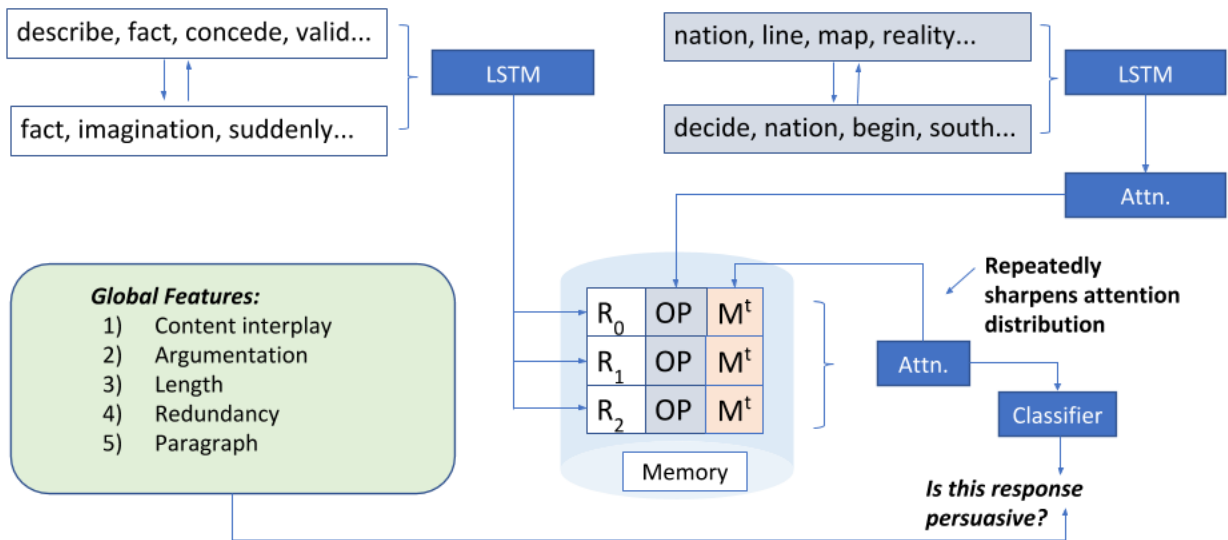 describe, fact, concede, valid...
fact, imagination, suddenly...
LSTM
nation, line, map, reality...
decide, nation, begin, south...
LSTM
Attn.
Global Features:
1) Content interplay
2) Argumentation
3) Length
4) Redundancy
5) Paragraph
R0 OP Mt
R1 OP Mt
R2 OP Mt
Memory
Repeatedly
sharpens attention
distribution
Attn.
Classifier
Is this response
persuasive?